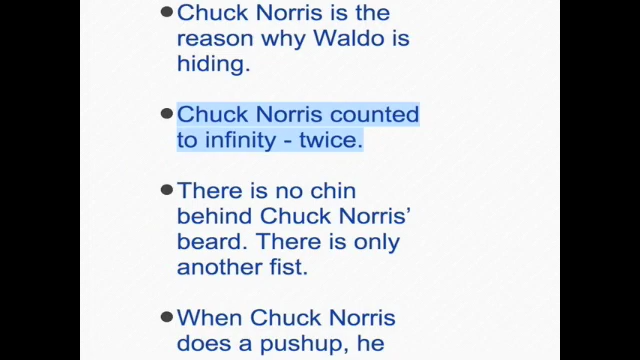 • Chuck Norris is the
reason why Waldo is
hiding.
• Chuck Norris counted
to infinity - twice.
• There is no chin
behind Chuck Norris'
beard. There is only
another fist.
• When Chuck Norris
does a pushup, he